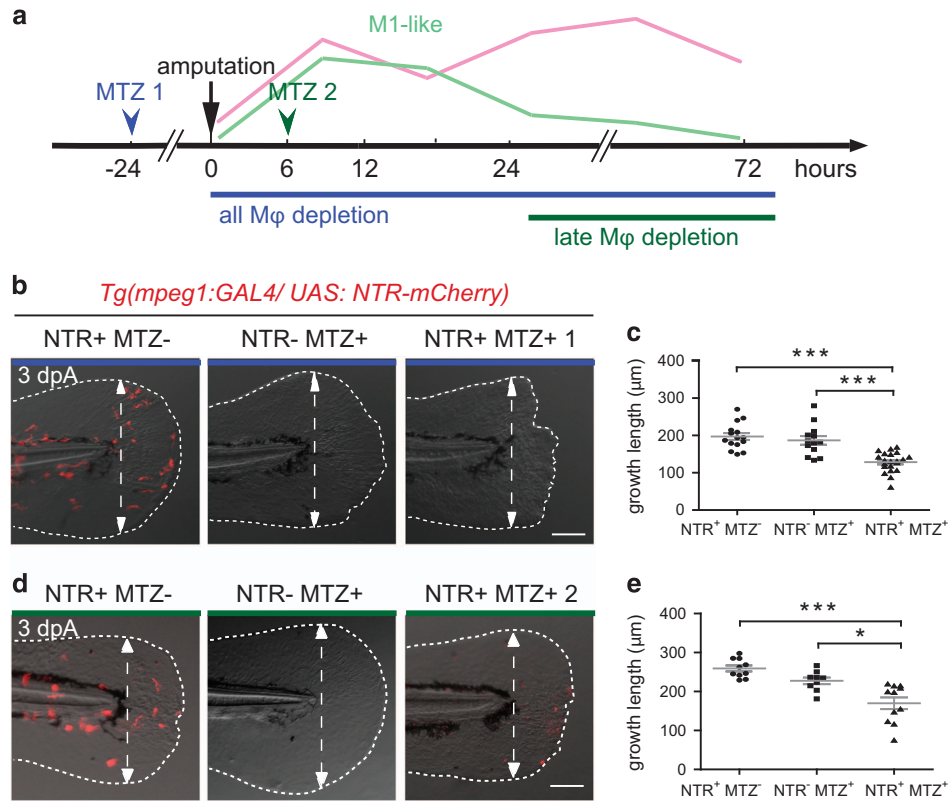 a
M1-like
amputation
MTZ 1
MTZ 2
-24
0
6
12
24
72
hours
all Mφ depletion
late Mφ depletion
b
Tg(mpeg1:GAL4/ UAS: NTR-mCherry)
NTR+ MTZ-
NTR- MTZ+
NTR+ MTZ+ 1
3 dpA
c
growth length (μm)
400
300
200
100
0
***
***
NTR⁺ MTZ⁻
NTR⁻ MTZ⁺
NTR⁺ MTZ⁺
d
NTR+ MTZ-
NTR- MTZ+
NTR+ MTZ+ 2
3 dpA
e
growth length (μm)
400
300
200
100
0
***
*
NTR⁺ MTZ⁻
NTR⁻ MTZ⁺
NTR⁺ MTZ⁺